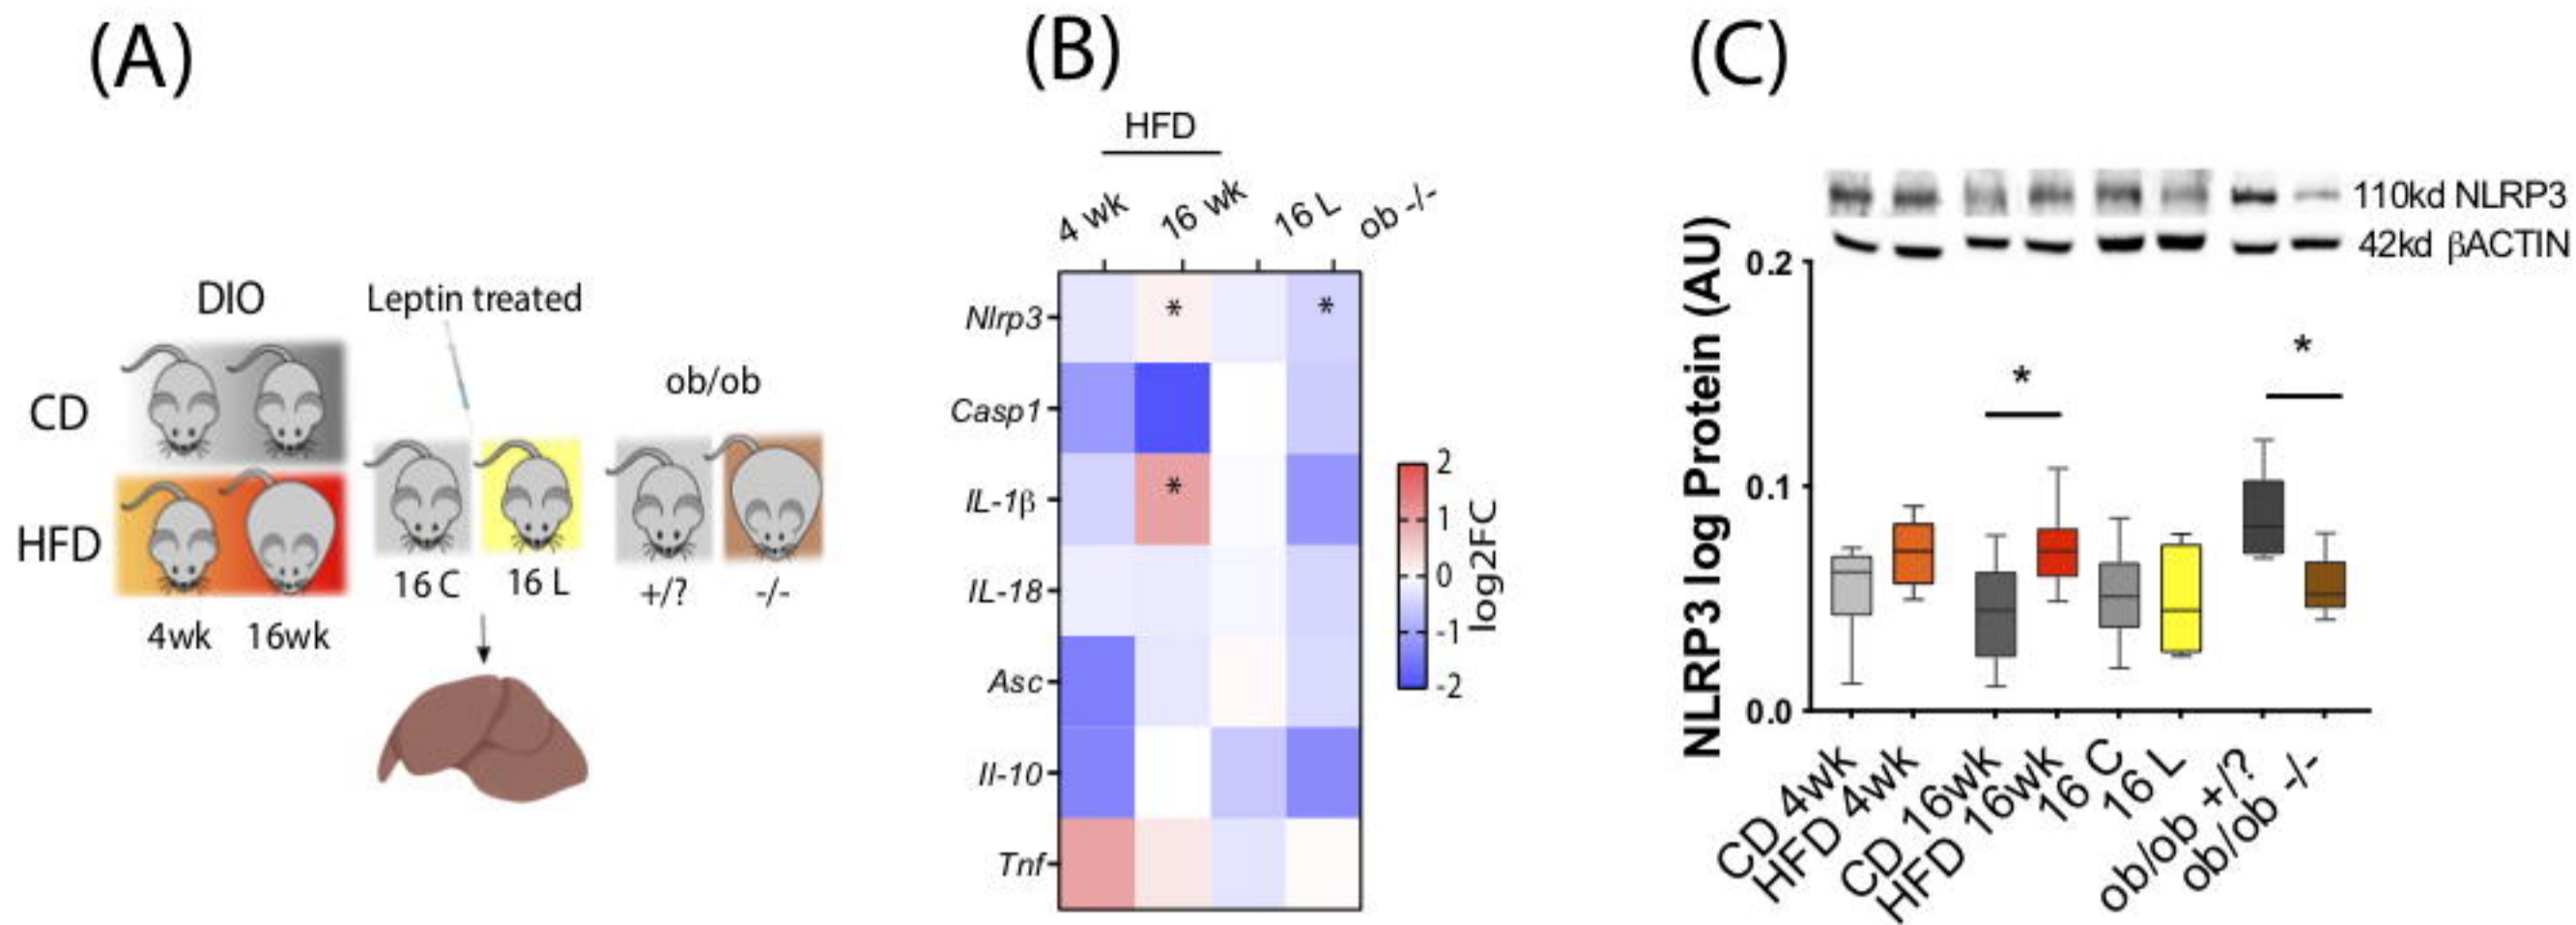 (A)
DIO
Leptin treated
ob/ob
CD
HFD
16 C
16 L
+/?
-/-
4wk
16wk
(B)
HFD
4 wk
16 wk
16 L
ob -/-
Nlrp3
*
*
Casp1
IL-1β
*
IL-18
Asc
Il-10
Tnf
2
1
0
-1
-2
log2FC
(C)
110kd NLRP3
42kd βACTIN
NLRP3 log Protein (AU)
0.2
0.1
0.0
*
*
CD 4wk
HFD 4wk
CD 16wk
HFD 16wk
16 C
16 L
ob/ob +/?
ob/ob -/-